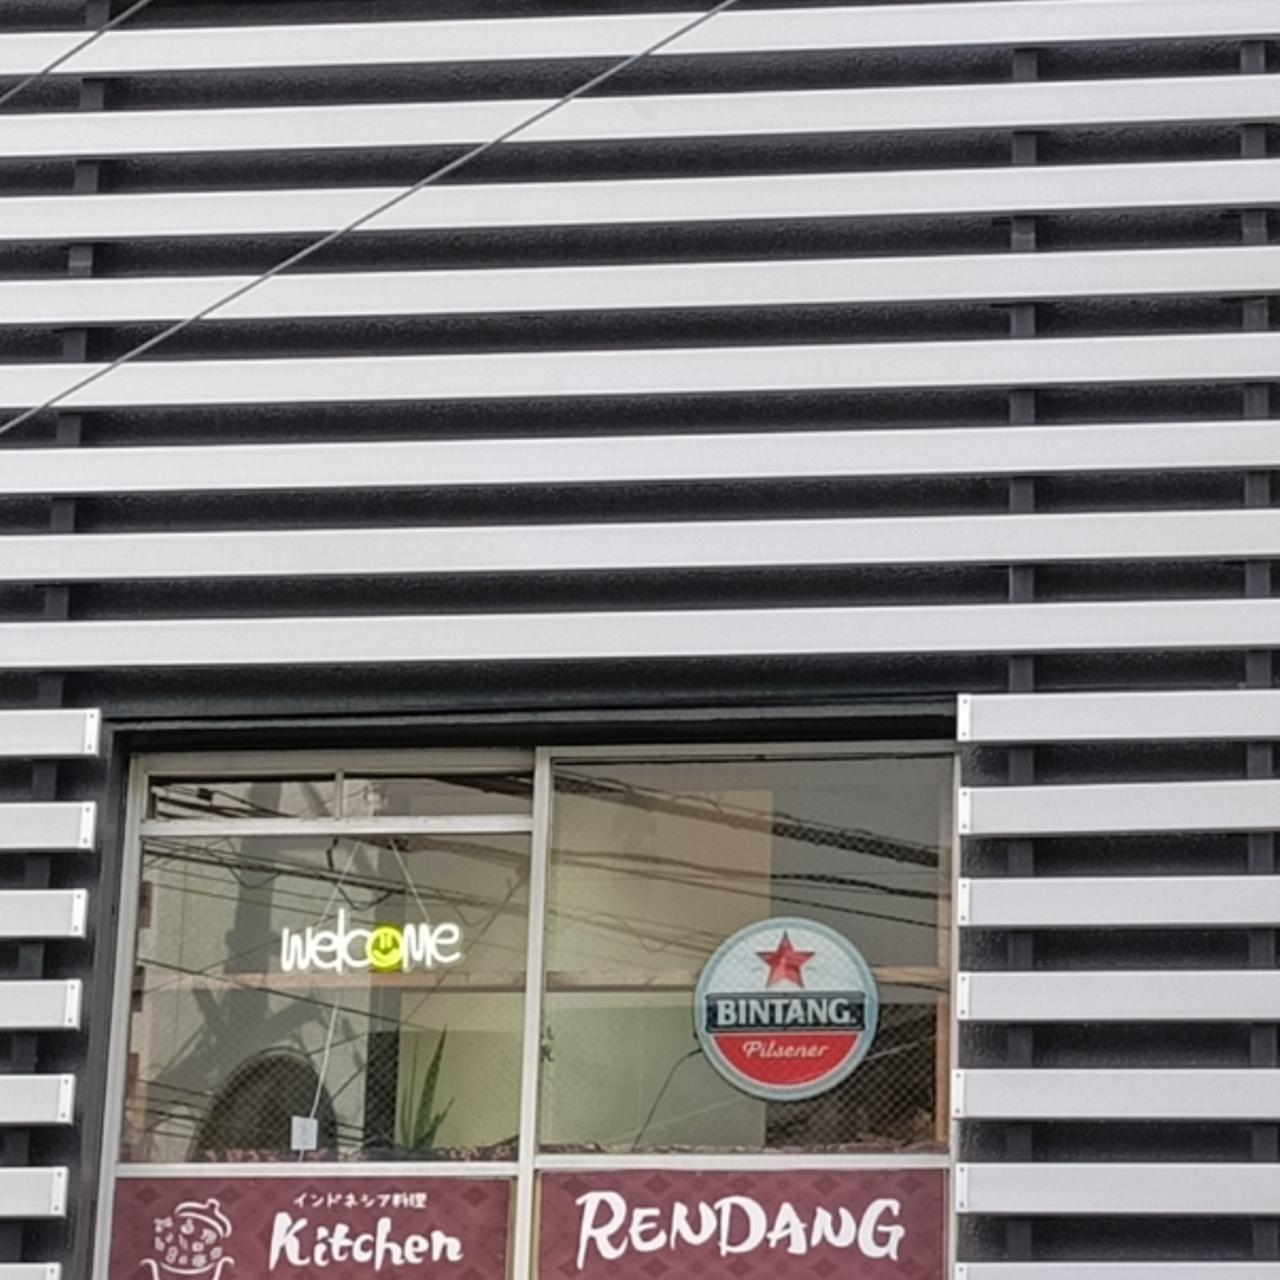 welcome
BINTANG.
Pilsener
インドネシア料理
Kitchen
RENDANG